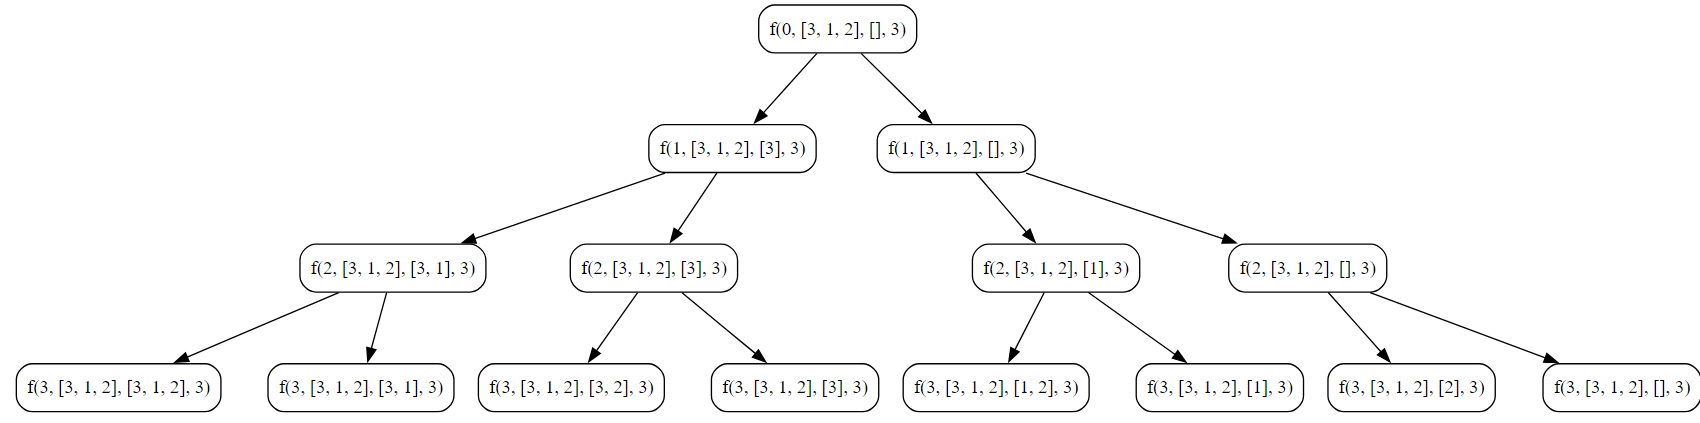 f(0, [3, 1, 2], [], 3)
f(1, [3, 1, 2], [3], 3)
f(1, [3, 1, 2], [], 3)
f(2, [3, 1, 2], [3, 1], 3)
f(2, [3, 1, 2], [3], 3)
f(2, [3, 1, 2], [1], 3)
f(2, [3, 1, 2], [], 3)
f(3, [3, 1, 2], [3, 1, 2], 3)
f(3, [3, 1, 2], [3, 1], 3)
f(3, [3, 1, 2], [3, 2], 3)
f(3, [3, 1, 2], [3], 3)
f(3, [3, 1, 2], [1, 2], 3)
f(3, [3, 1, 2], [1], 3)
f(3, [3, 1, 2], [2], 3)
f(3, [3, 1, 2], [], 3)